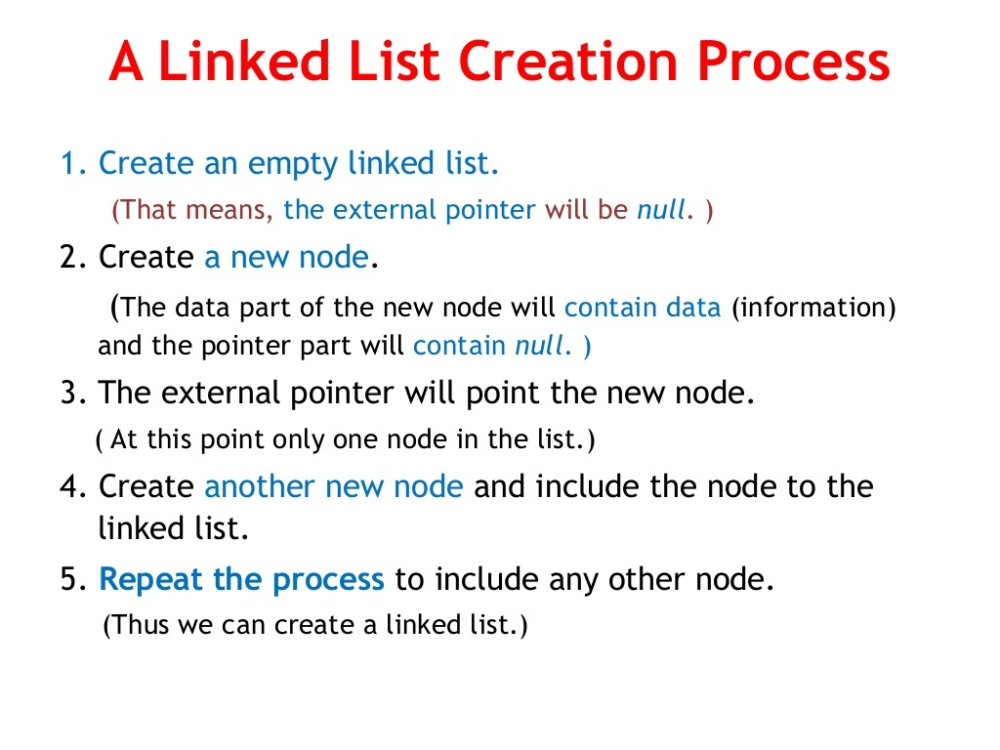 A Linked List Creation Process
1. Create an empty linked list.
(That means, the external pointer will be null. )
2. Create a new node.
(The data part of the new node will contain data (information)
and the pointer part will contain null. )
3. The external pointer will point the new node.
( At this point only one node in the list.)
4. Create another new node and include the node to the
linked list.
5. Repeat the process to include any other node.
(Thus we can create a linked list.)